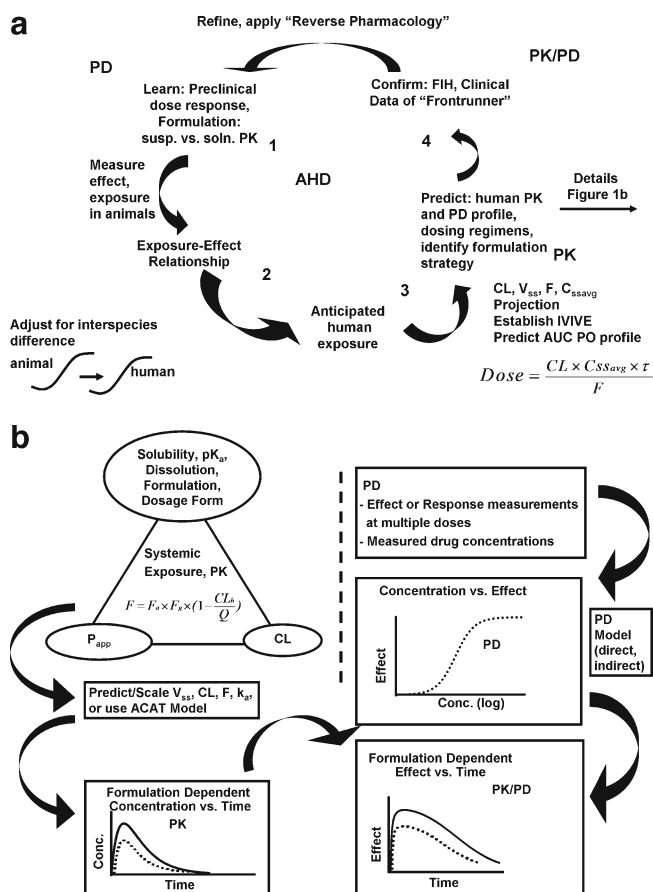 a
Refine, apply “Reverse Pharmacology”
PD
PK/PD
Learn: Preclinical
dose response,
Formulation:
susp. vs. soln. PK
1
Confirm: FIH, Clinical
Data of “Frontrunner”
4
Measure
effect,
exposure
in animals
AHD
Predict: human PK
and PD profile,
dosing regimens,
identify formulation
strategy
PK
Details
Figure 1b
Exposure-Effect
Relationship
2
3
Anticipated
human
exposure
CL, Vss, F, Cssavg
Projection
Establish IVIVE
Predict AUC PO profile
Dose = CL × Cssavg × τ / F
Adjust for interspecies
difference
animal
human
b
Solubility, pKa,
Dissolution,
Formulation,
Dosage Form
Systemic
Exposure, PK
F = Fa × Fg × (1 − CLh / Q)
Papp
CL
Predict/Scale Vss, CL, F, ka,
or use ACAT Model
Formulation Dependent
Concentration vs. Time
PK
Conc.
Time
PD
- Effect or Response measurements
at multiple doses
- Measured drug concentrations
Concentration vs. Effect
Effect
PD
Conc. (log)
PD
Model
(direct,
indirect)
Formulation Dependent
Effect vs. Time
PK/PD
Effect
Time